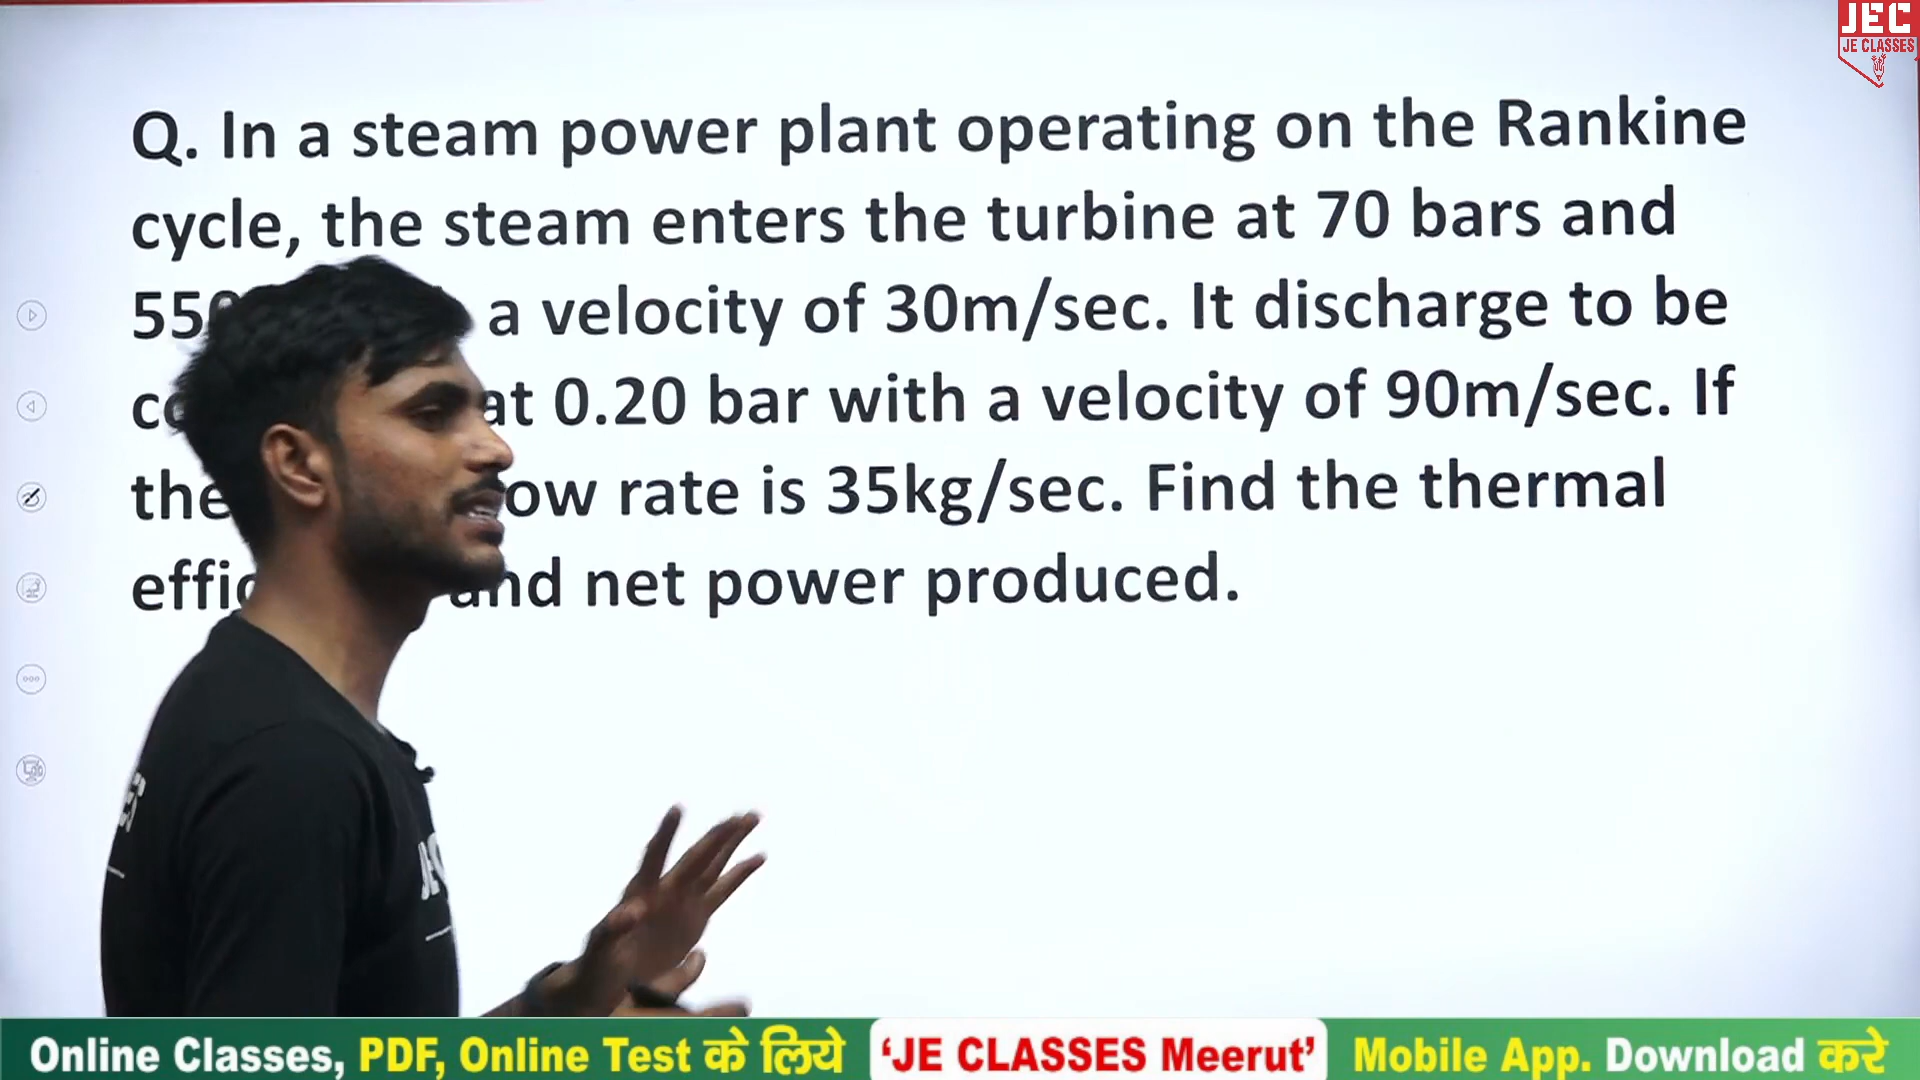 JEC
JE CLASSES
Q. In a steam power plant operating on the Rankine
cycle, the steam enters the turbine at 70 bars and
a velocity of 30m/sec. It discharge to be
at 0.20 bar with a velocity of 90m/sec. If
the rate is 35kg/sec. Find the thermal
and net power produced.
Online Classes, PDF, Online Test के लिये 'JE CLASSES Meerut' Mobile App. Download करे